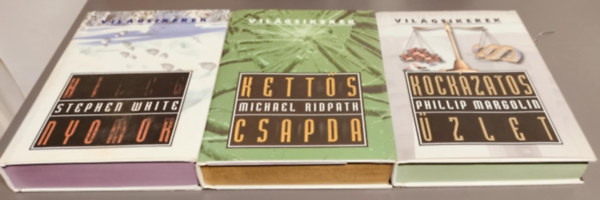 VILÁGSIKEREK
STEPHEN WHITE
NYOMOK
VILÁGSIKEREK
KETTŐS
MICHAEL RIDPATH
CSAPDA
VILÁGSIKEREK
KOCKÁZATOS
PHILLIP MARGOLIN
ÜZLET